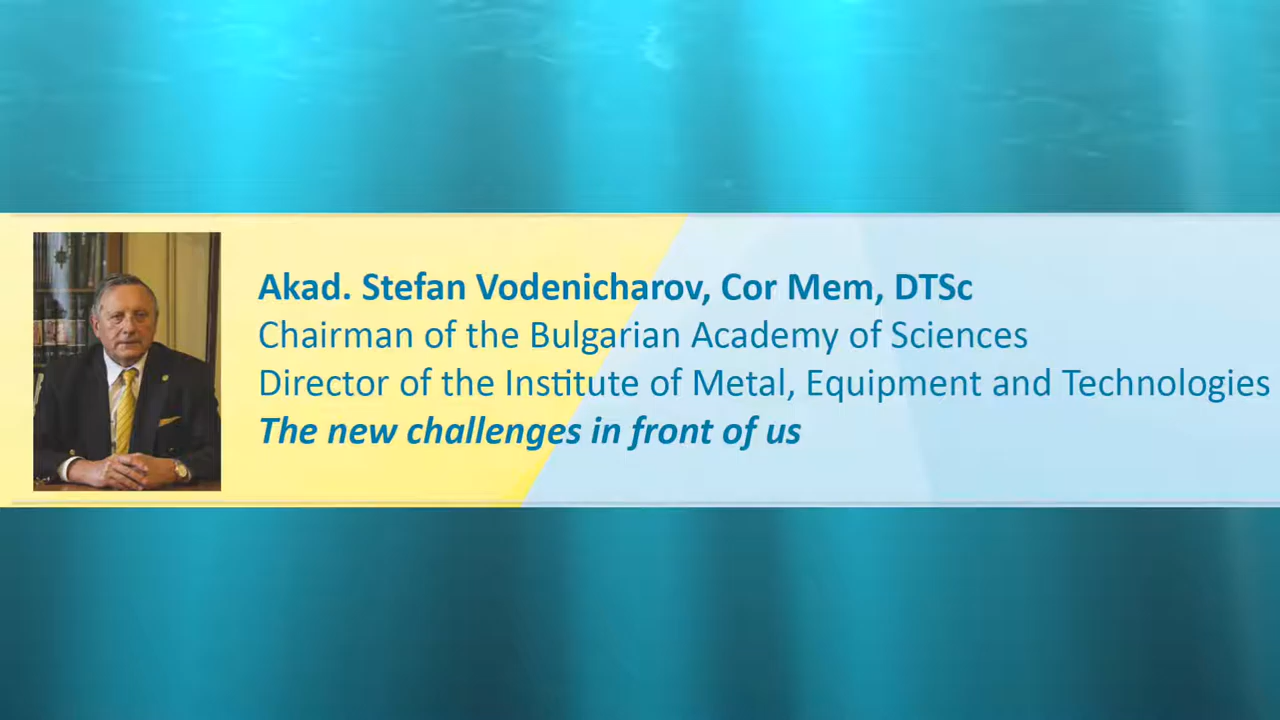 Akad. Stefan Vodenicharov, Cor Mem, DTSc
Chairman of the Bulgarian Academy of Sciences
Director of the Institute of Metal, Equipment and Technologies
The new challenges in front of us